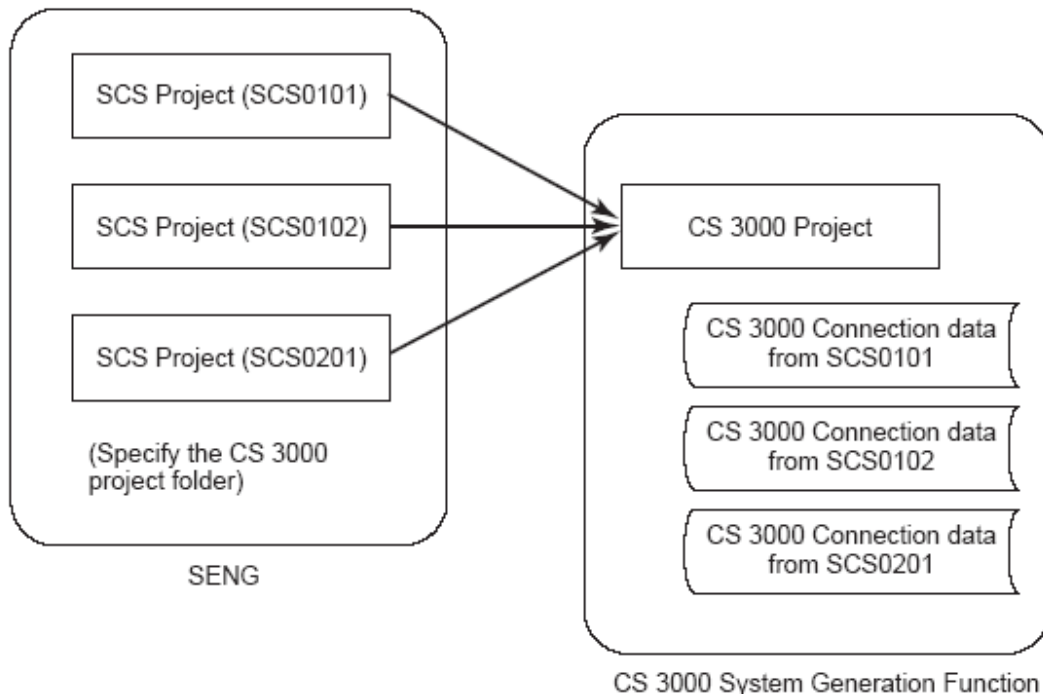 SCS Project (SCS0101)
SCS Project (SCS0102)
SCS Project (SCS0201)
(Specify the CS 3000
project folder)
SENG
CS 3000 Project
CS 3000 Connection data
from SCS0101
CS 3000 Connection data
from SCS0102
CS 3000 Connection data
from SCS0201
CS 3000 System Generation Function